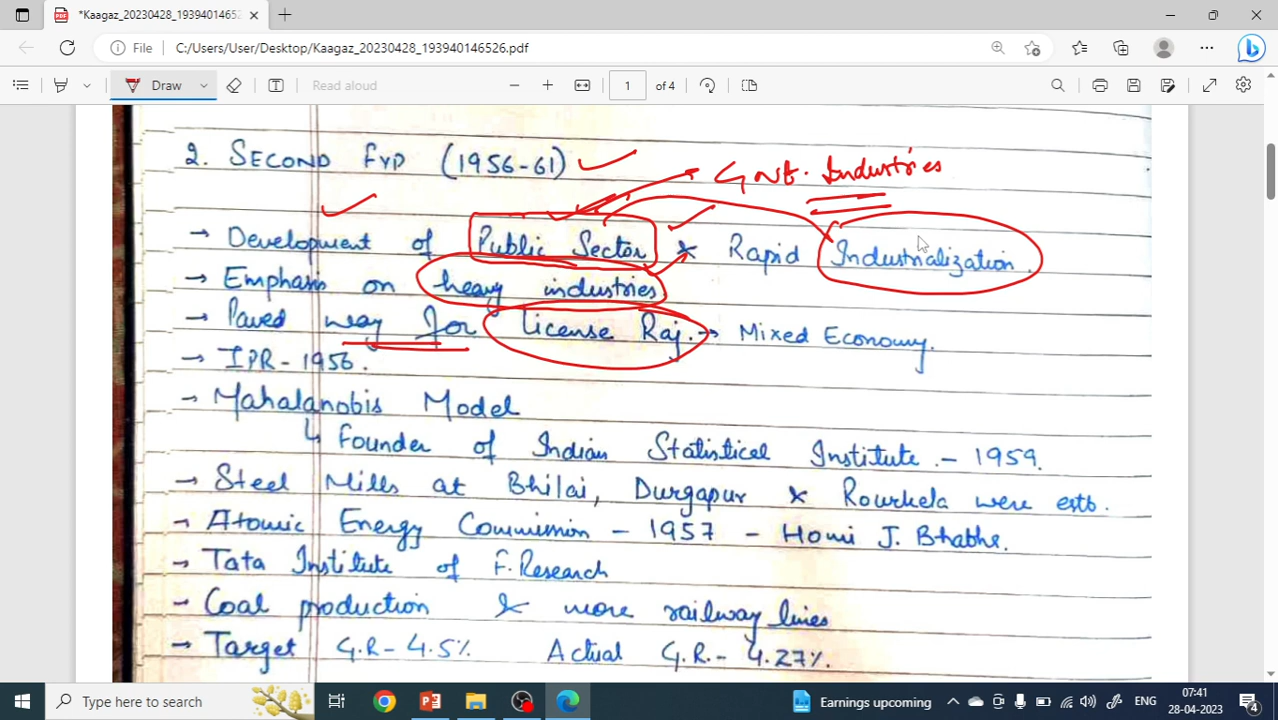 *Kaagaz_20230428_1939401465​26.p
File C:/Users/User/Desktop/Kaagaz_20230428_193940146526.pdf
Draw Read aloud 1 of 4
2. SECOND FYP (1956-61)
Govt. Industries
→ Development of Public Sector & Rapid Industrialization.
→ Emphasis on heavy industries
→ Paved way for License Raj. → Mixed Economy.
→ IPR - 1956.
→ Mahalanobis Model
↳ Founder of Indian Statistical Institute. - 1959.
→ Steel Mills at Bhilai, Durgapur & Rourkela were estb.
→ Atomic Energy Commission - 1957 - Homi J. Bhabha.
→ Tata Institute of F. Research
→ Coal production & more railway lines
→ Target G.R - 4.5% Actual G.R. - 4.27%.
Type here to search
Earnings upcoming
ENG
07:41
28-04-2023
4